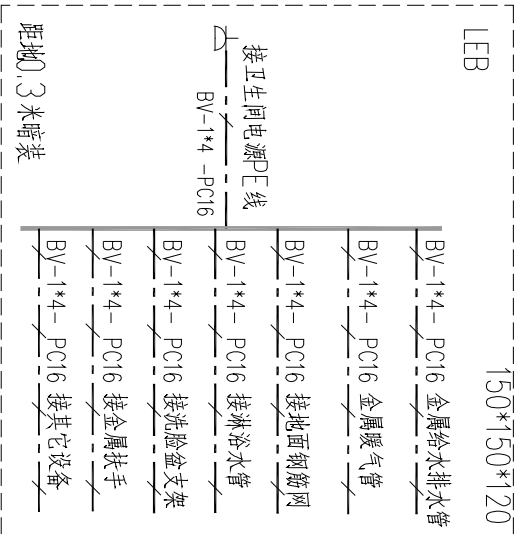 LEB
150*150*120
接卫生间电源PE线
BV-1*4 -PC16
距地0.3米暗装
BV-1*4- PC16 金属给水排水管
BV-1*4- PC16 金属暖气管
BV-1*4- PC16 接地面钢筋网
BV-1*4- PC16 接淋浴水管
BV-1*4- PC16 接洗脸盆支架
BV-1*4- PC16 接金属扶手
BV-1*4- PC16 接其它设备